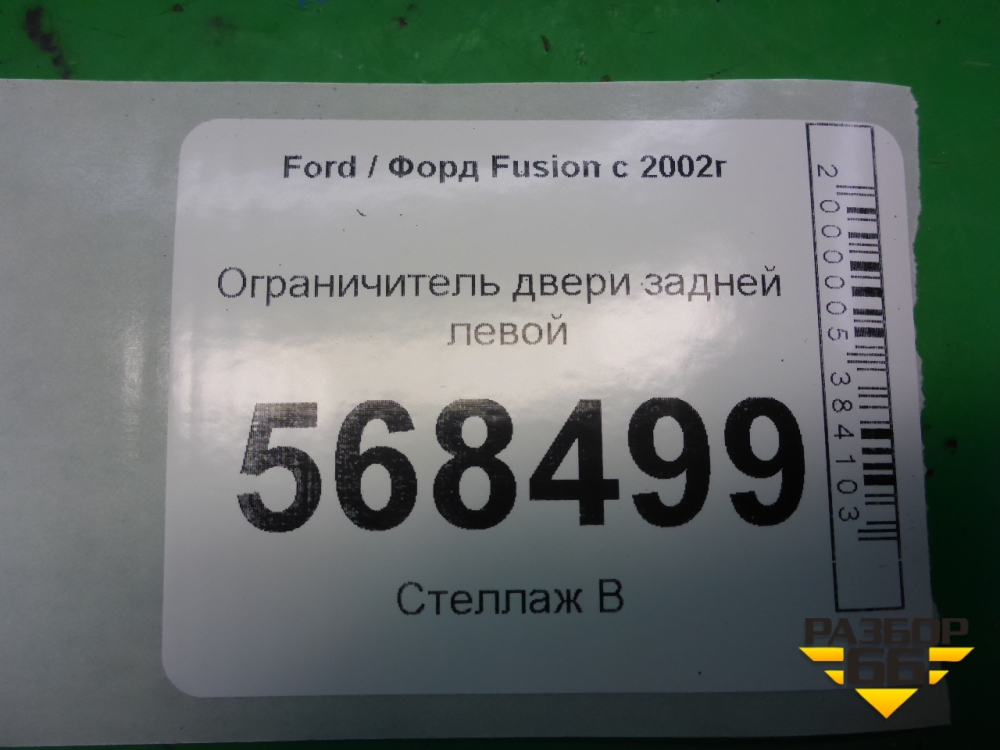 Ford / Форд Fusion с 2002г
Ограничитель двери задней
левой
568499
Стеллаж В
2000005384103
РАЗБОР
66